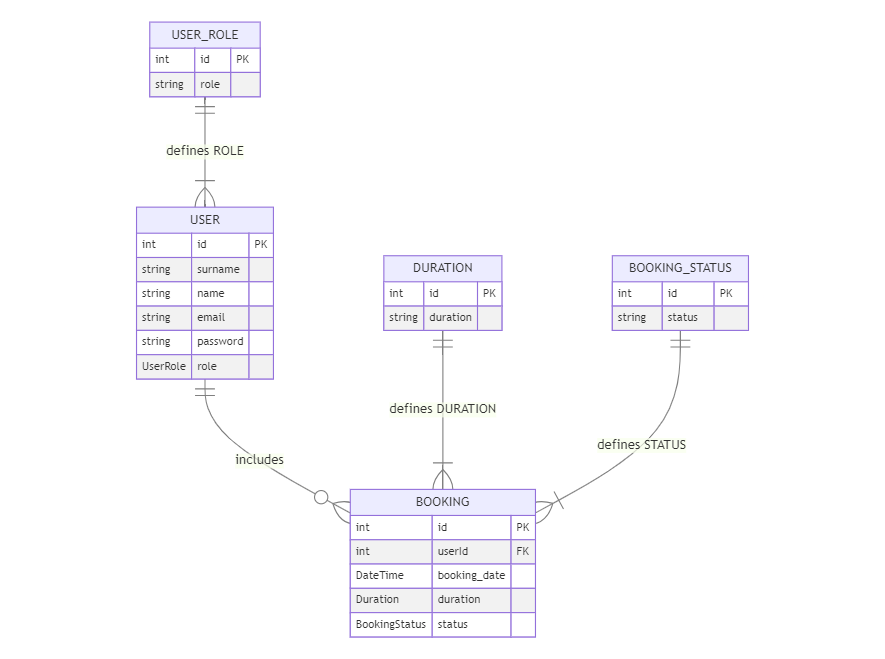 USER_ROLE
int id PK
string role
defines ROLE
USER
int id PK
string surname
string name
string email
string password
UserRole role
DURATION
int id PK
string duration
BOOKING_STATUS
int id PK
string status
defines DURATION
defines STATUS
includes
BOOKING
int id PK
int userId FK
DateTime booking_date
Duration duration
BookingStatus status